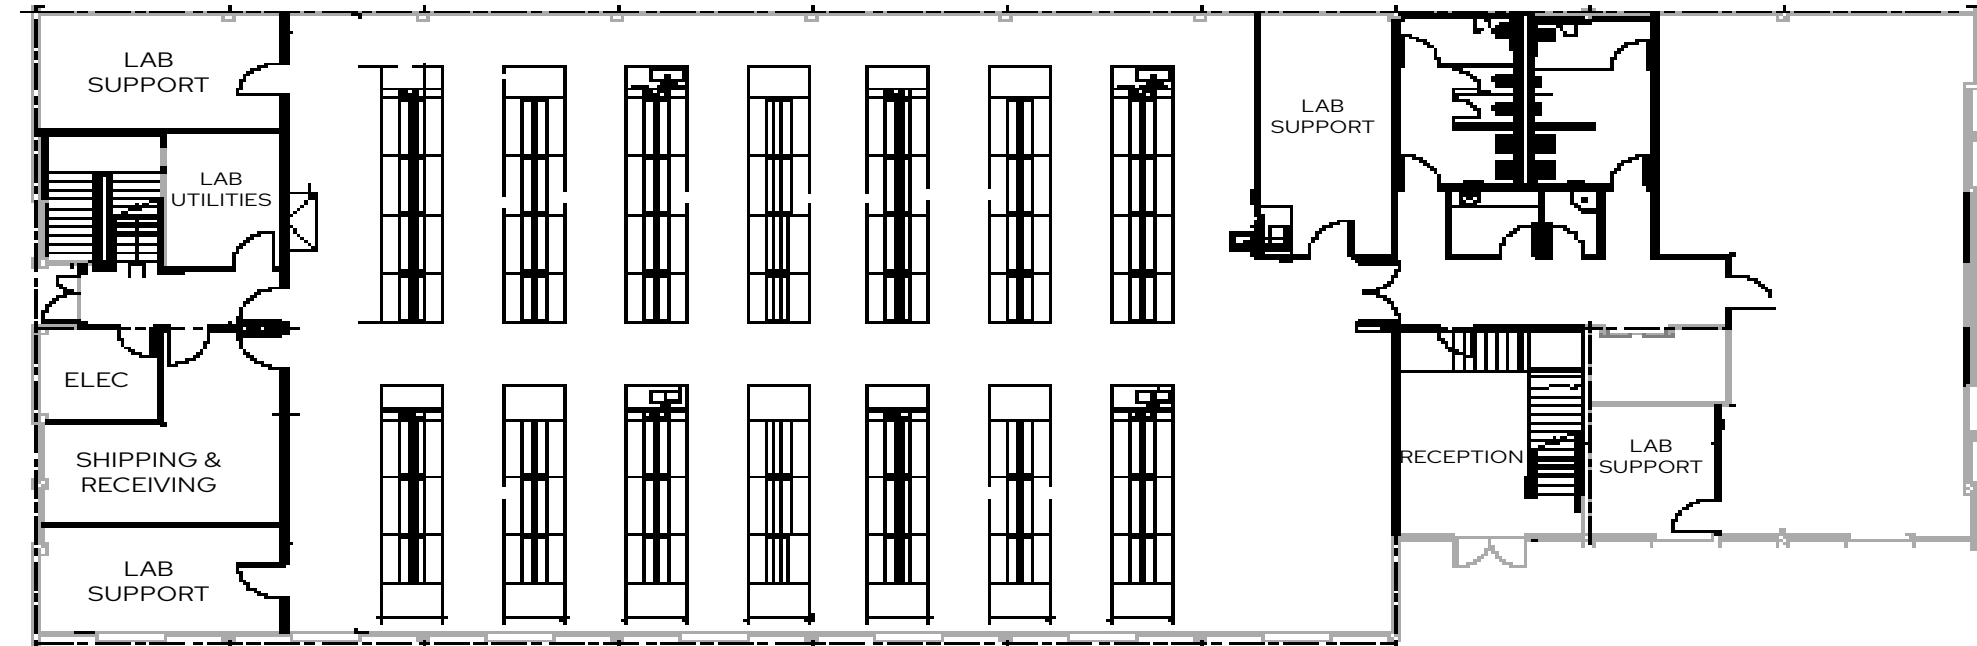 LAB
SUPPORT
LAB
UTILITIES
ELEC
SHIPPING &
RECEIVING
LAB
SUPPORT
LAB
SUPPORT
RECEPTION
LAB
SUPPORT